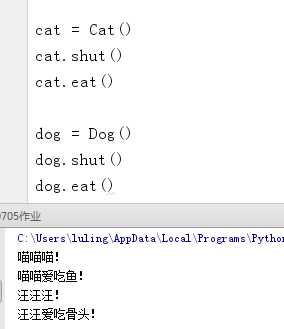 cat = Cat()
cat.shut()
cat.eat()
dog = Dog()
dog.shut()
dog.eat()
0705作业
C:\Users\luling\AppData\Local\Programs\Python
喵喵喵！
喵喵爱吃鱼！
汪汪汪！
汪汪爱吃骨头！